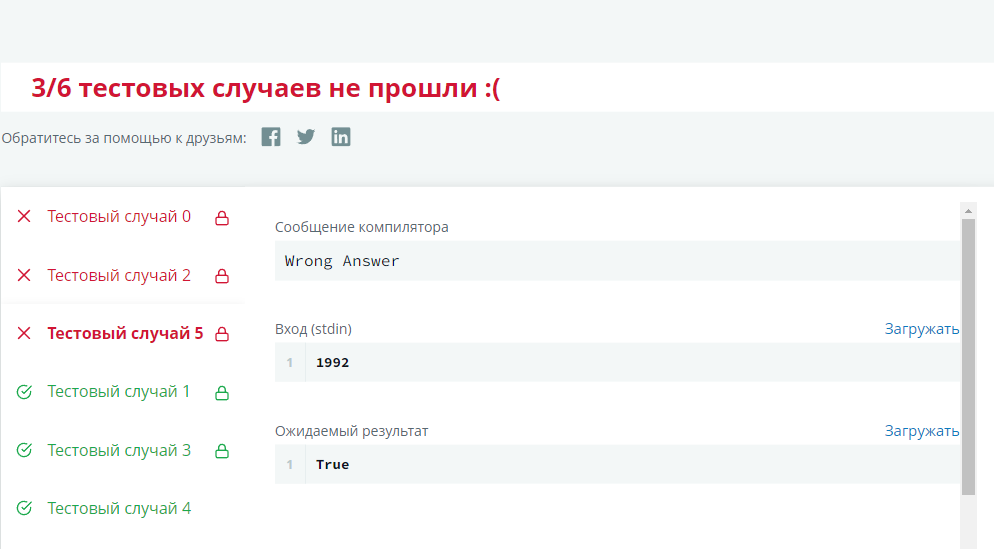 3/6 тестовых случаев не прошли :(
Обратитесь за помощью к друзьям:
Тестовый случай 0
Тестовый случай 2
Тестовый случай 5
Тестовый случай 1
Тестовый случай 3
Тестовый случай 4
Сообщение компилятора
Wrong Answer
Вход (stdin) Загружать
1 1992
Ожидаемый результат Загружать
1 True